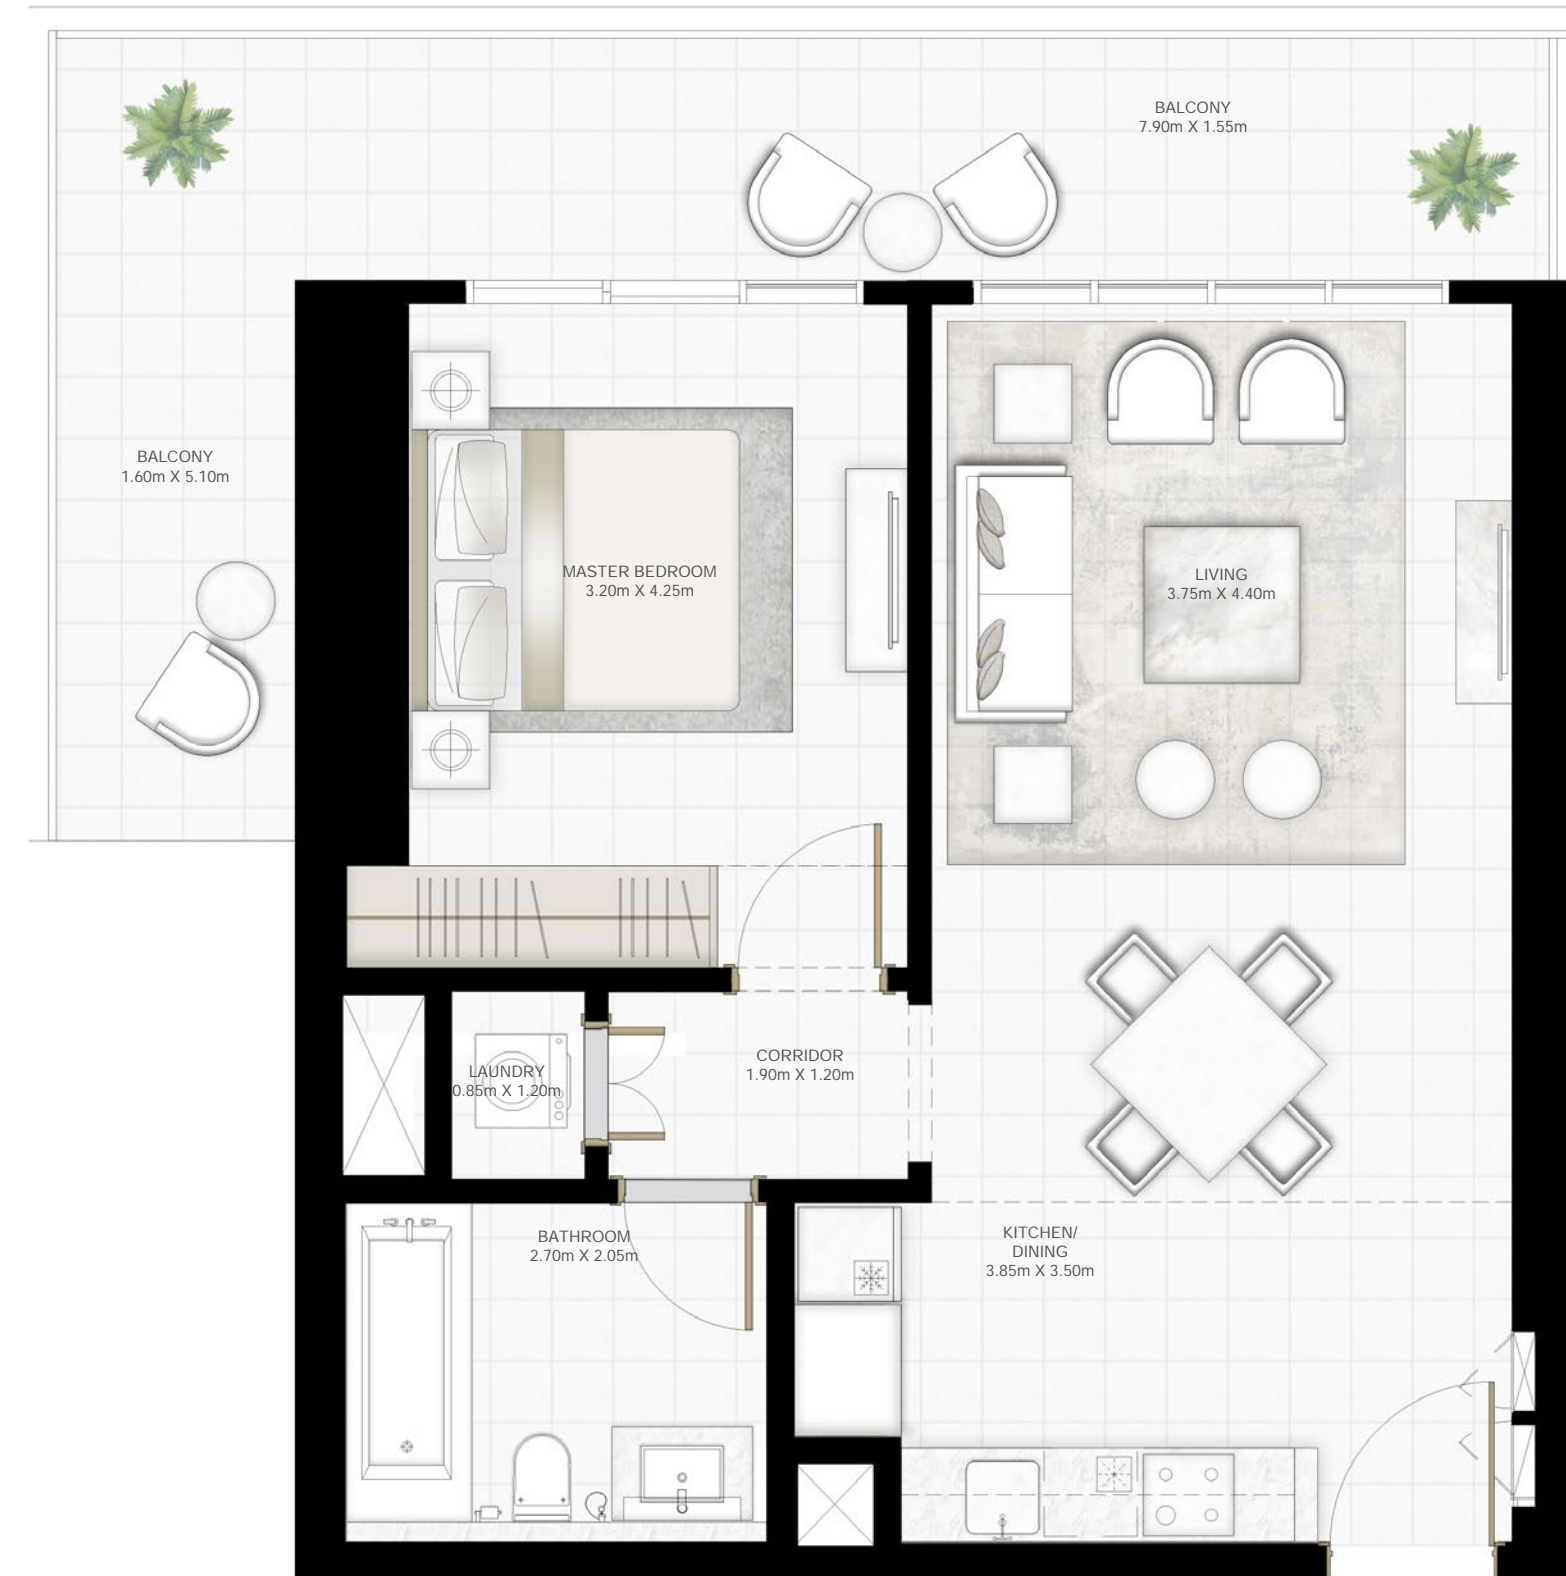 BALCONY
7.90m X 1.55m
BALCONY
1.60m X 5.10m
MASTER BEDROOM
3.20m X 4.25m
LIVING
3.75m X 4.40m
CORRIDOR
1.90m X 1.20m
LAUNDRY
0.85m X 1.20m
BATHROOM
2.70m X 2.05m
KITCHEN/
DINING
3.85m X 3.50m